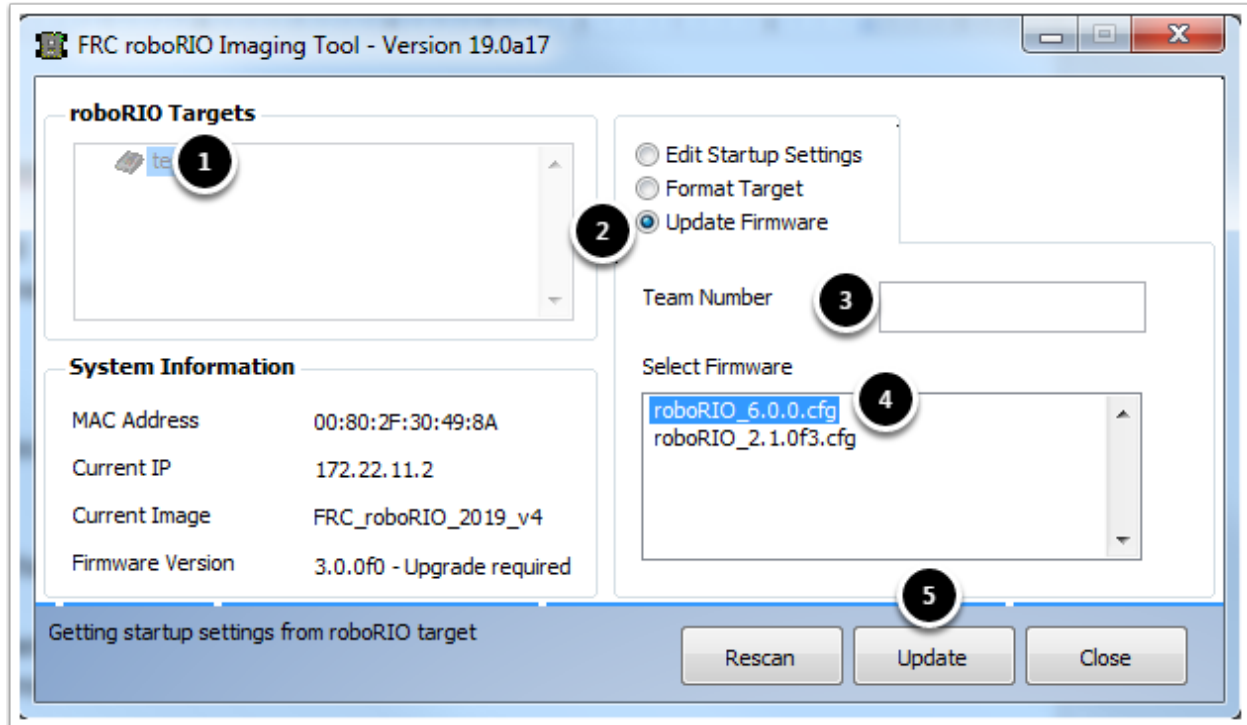 FRC roboRIO Imaging Tool - Version 19.0a17
roboRIO Targets
1
Edit Startup Settings
Format Target
2
Update Firmware
Team Number
3
System Information
MAC Address 00:80:2F:30:49:8A
Current IP 172.22.11.2
Current Image FRC_roboRIO_2019_v4
Firmware Version 3.0.0f0 - Upgrade required
Select Firmware
4
roboRIO_6.0.0.cfg
roboRIO_2.1.0f3.cfg
5
Getting startup settings from roboRIO target
Rescan Update Close